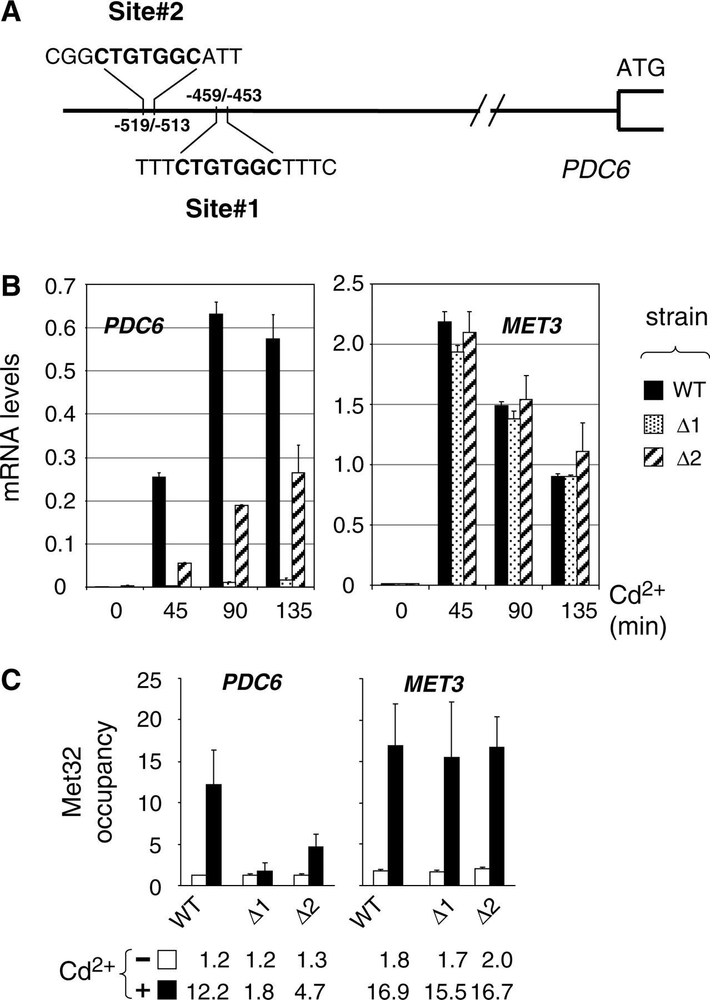 A
Site#2
CGGCTGTGGCATT
ATG
-459/-453
-519/-513
TTTCTGTGGCTTTC
PDC6
Site#1
B
mRNA levels
0.7
0.6
0.5
0.4
0.3
0.2
0.1
0
PDC6
0 45 90 135
2.5
2.0
1.5
1.0
0.5
0
MET3
0 45 90 135
Cd2+
(min)
strain
WT
Δ1
Δ2
C
Met32
occupancy
25
20
15
10
5
0
PDC6
MET3
WT Δ1 Δ2 WT Δ1 Δ2
Cd2+
- 1.2 1.2 1.3 1.8 1.7 2.0
+ 12.2 1.8 4.7 16.9 15.5 16.7